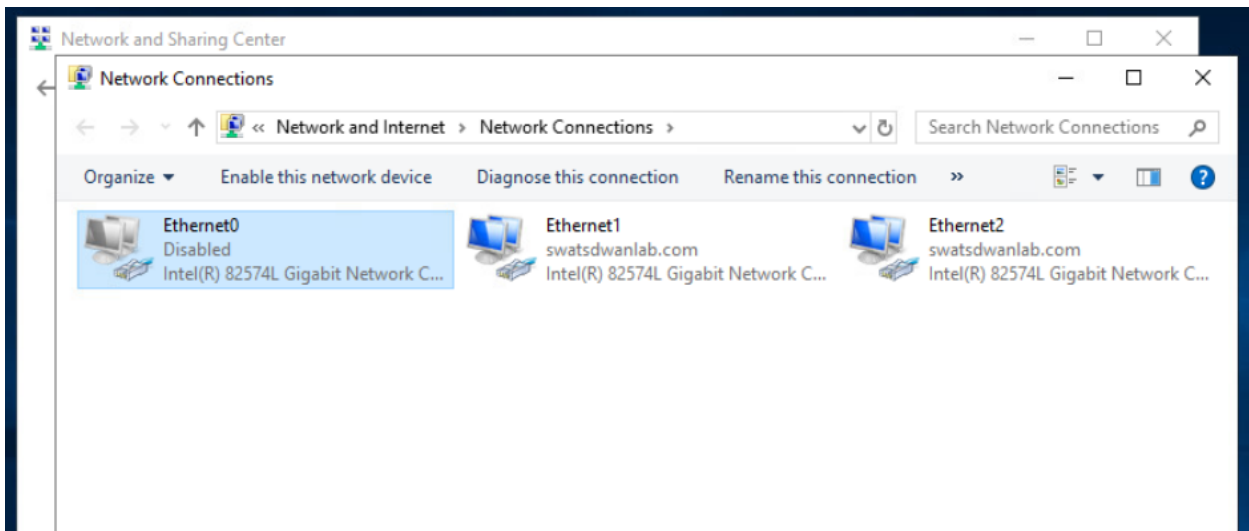 Network and Sharing Center
Network Connections
« Network and Internet > Network Connections >
Search Network Connections
Organize Enable this network device Diagnose this connection Rename this connection »
Ethernet0
Disabled
Intel(R) 82574L Gigabit Network C...
Ethernet1
swatsdwanlab.com
Intel(R) 82574L Gigabit Network C...
Ethernet2
swatsdwanlab.com
Intel(R) 82574L Gigabit Network C...